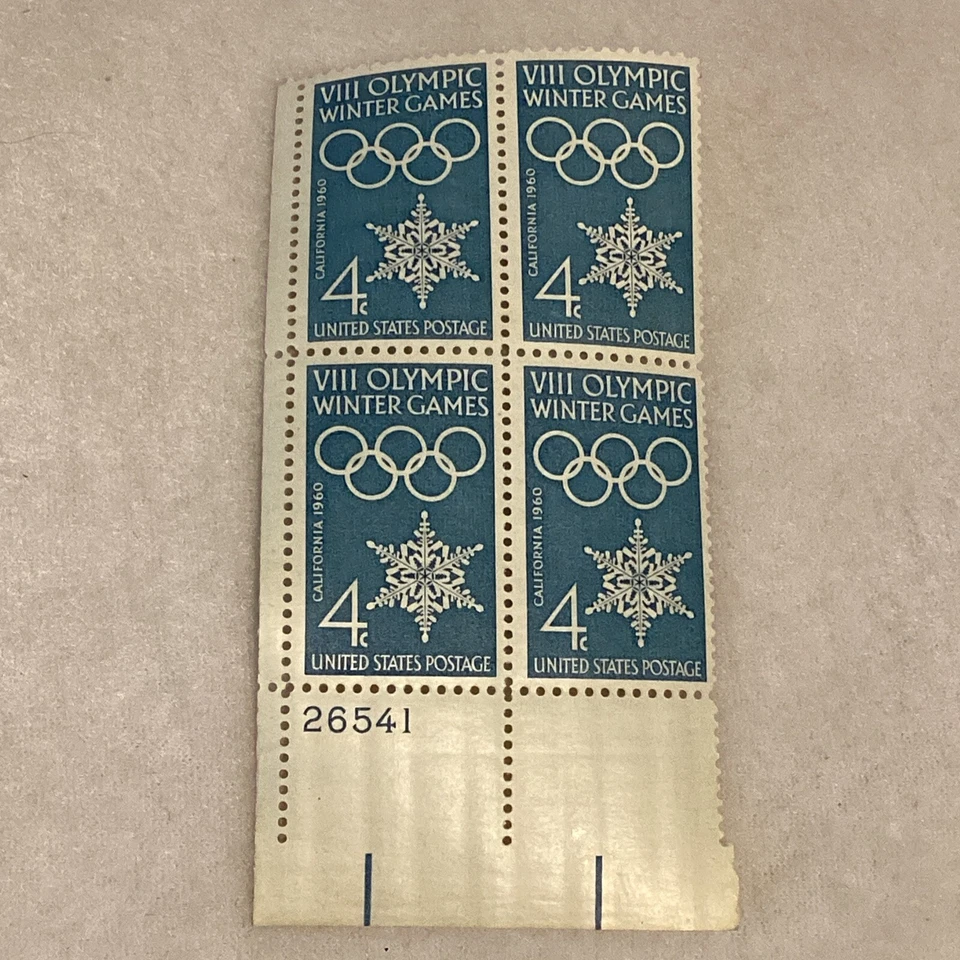 VIII OLYMPIC
WINTER GAMES
CALIFORNIA 1960
4c
UNITED STATES POSTAGE
VIII OLYMPIC
WINTER GAMES
CALIFORNIA 1960
4c
UNITED STATES POSTAGE
VIII OLYMPIC
WINTER GAMES
CALIFORNIA 1960
4c
UNITED STATES POSTAGE
VIII OLYMPIC
WINTER GAMES
CALIFORNIA 1960
4c
UNITED STATES POSTAGE
26541